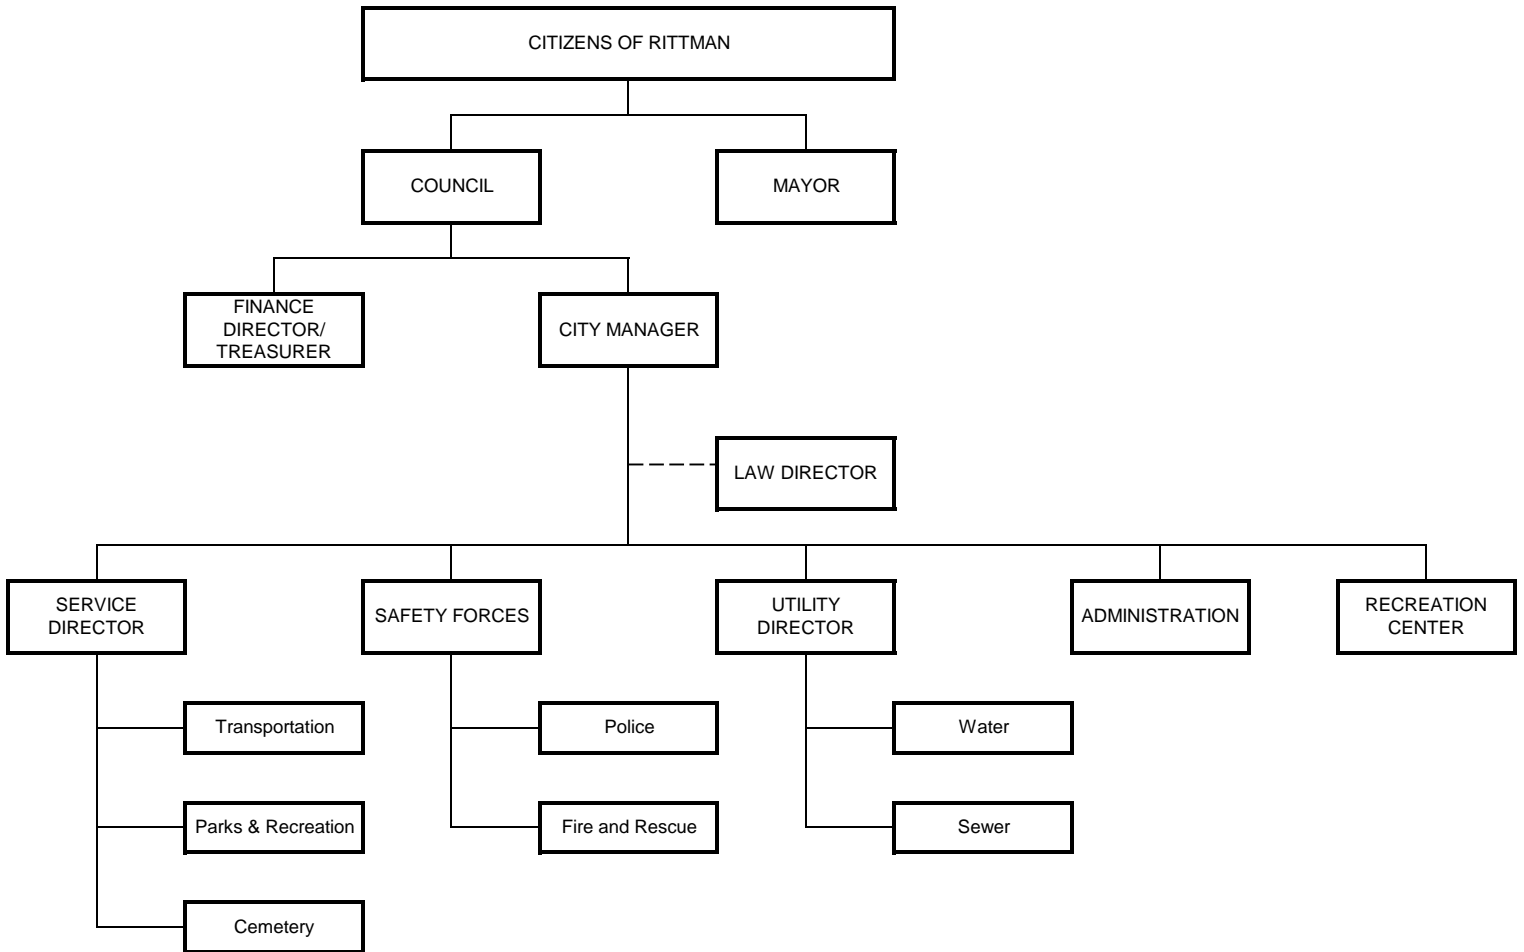 CITIZENS OF RITTMAN
COUNCIL
MAYOR
FINANCE
DIRECTOR/
TREASURER
CITY MANAGER
LAW DIRECTOR
SERVICE
DIRECTOR
SAFETY FORCES
UTILITY
DIRECTOR
ADMINISTRATION
RECREATION
CENTER
Transportation
Police
Water
Parks & Recreation
Fire and Rescue
Sewer
Cemetery